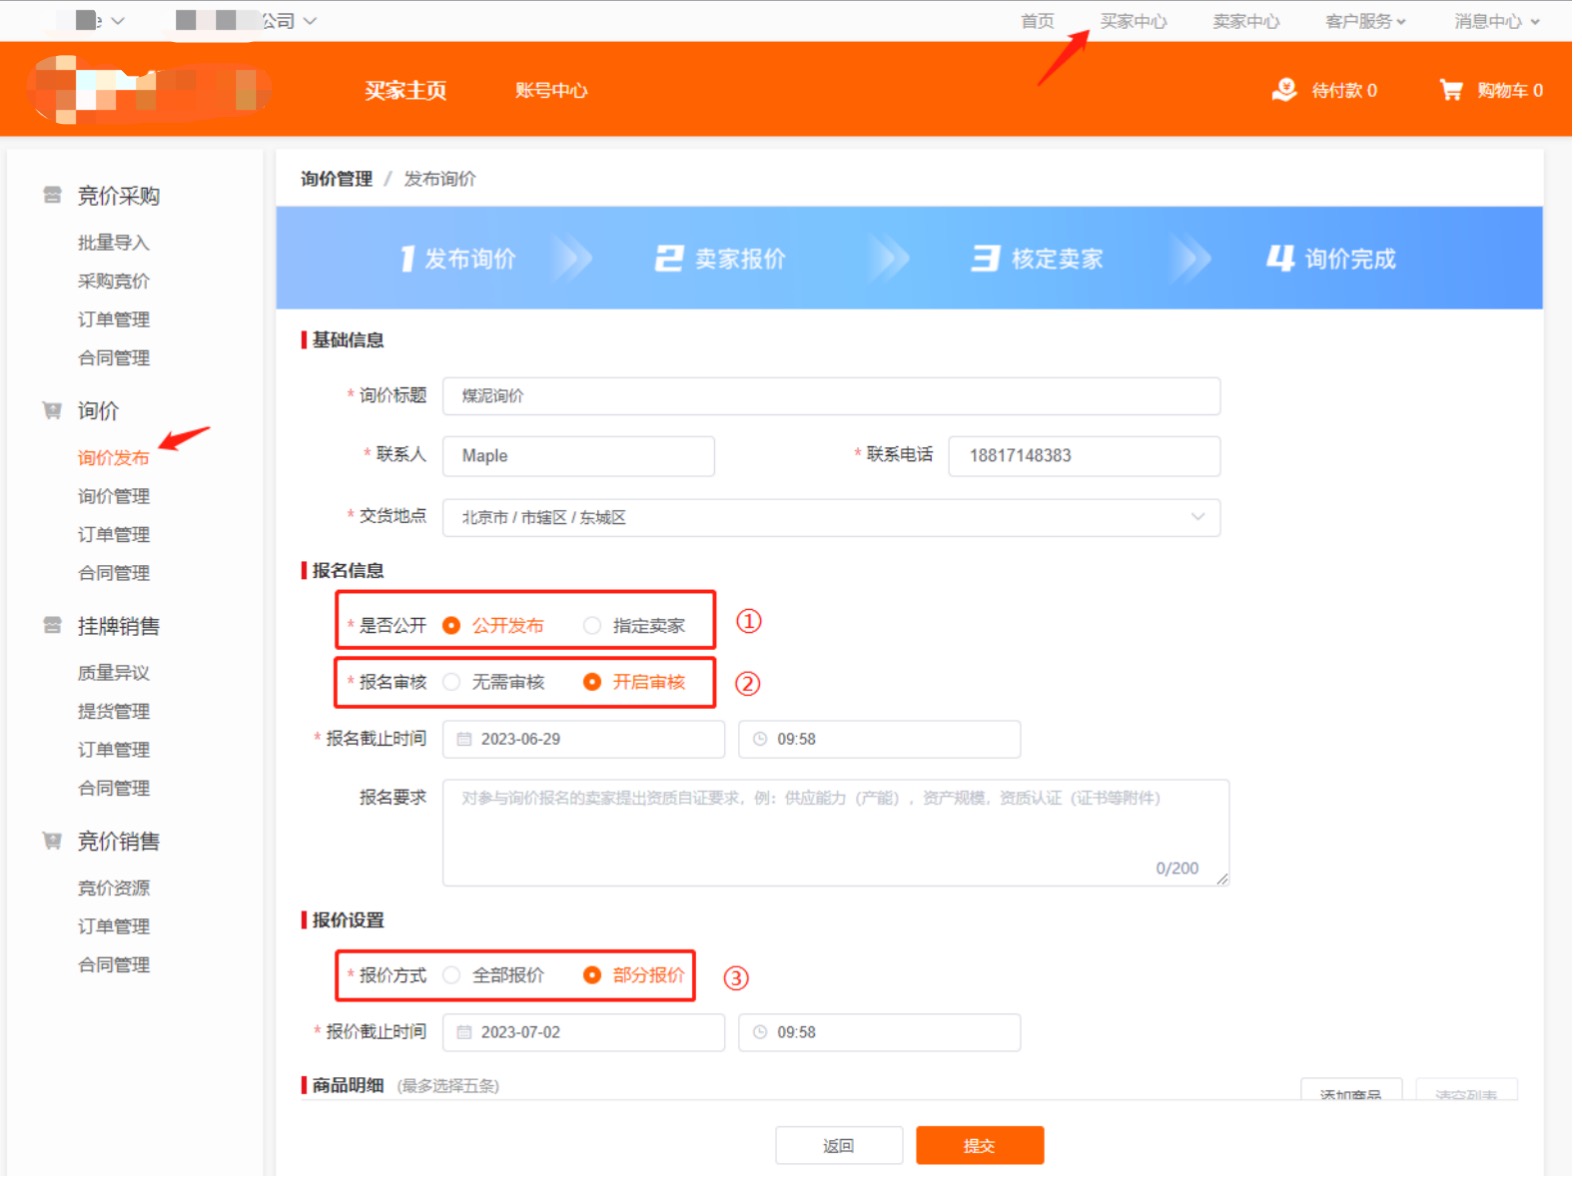 公司
首页 买家中心 卖家中心 客户服务 消息中心
买家主页 账号中心 待付款 0 购物车 0
竞价采购
批量导入
采购竞价
订单管理
合同管理
询价
询价发布
询价管理
订单管理
合同管理
挂牌销售
质量异议
提货管理
订单管理
合同管理
竞价销售
竞价资源
订单管理
合同管理
询价管理 / 发布询价
1 发布询价 2 卖家报价 3 核定卖家 4 询价完成
基础信息
* 询价标题 煤泥询价
* 联系人 Maple * 联系电话 18817148383
* 交货地点 北京市 / 市辖区 / 东城区
报名信息
* 是否公开 公开发布 指定卖家 ①
* 报名审核 无需审核 开启审核 ②
* 报名截止时间 2023-06-29 09:58
报名要求 对参与询价报名的卖家提出资质自证要求，例：供应能力（产能），资产规模，资质认证（证书等附件）
0/200
报价设置
* 报价方式 全部报价 部分报价 ③
* 报价截止时间 2023-07-02 09:58
商品明细 (最多选择五条) 添加商品 清空列表
返回 提交